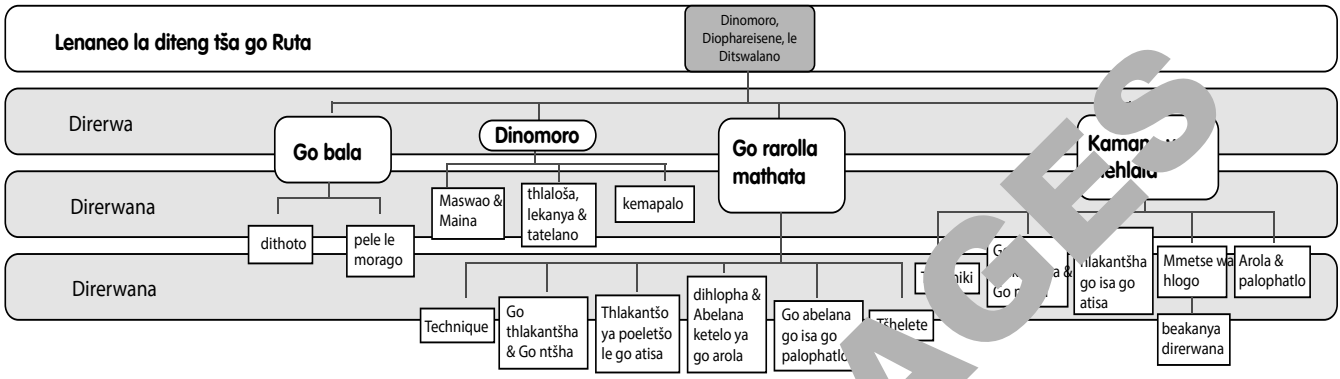 Dinomoro,
Diophareisene, le
Ditswalano
Lenaneo la diteng tša go Ruta
Direrwa
Go bala
Dinomoro
Go rarolla
mathata
Direrwana
Maswao &
Maina
thlaloša,
lekanya &
tatelano
kemapalo
dithoto
pele le
morago
Direrwana
Technique
Go
thlakantšha
& Go ntšha
Thlakantšo
ya poeletšo
le go atisa
dihlopha &
Abelana
ketelo ya
go arola
Go abelana
go isa go
palophatlo
Tšhelete
&
Go
go isa go
atisa
Mmetse wa
hlogo
beakanya
direrwana
Arola &
palophatlo
AGES